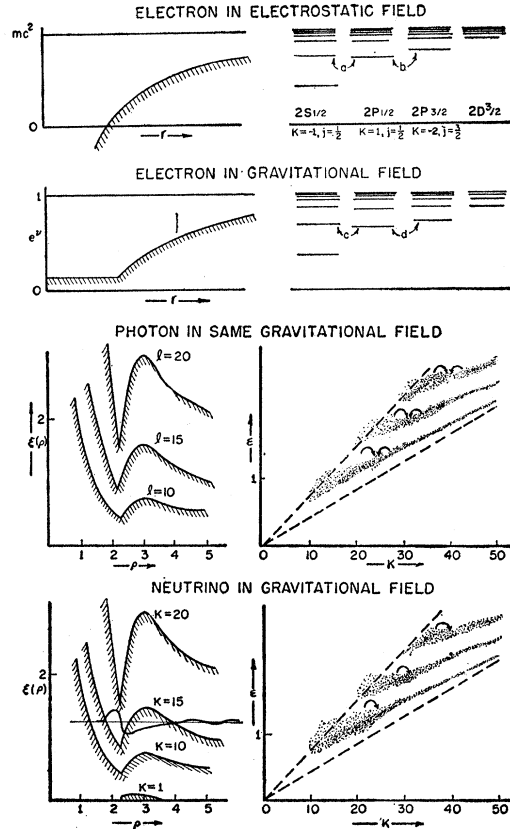 ELECTRON IN ELECTROSTATIC FIELD
mc²
0
r
a
b
2S1/2 2P1/2 2P3/2 2D3/2
K=-1, j=1/2 K=1, j=1/2 K=-2, j=3/2
ELECTRON IN GRAVITATIONAL FIELD
1
e^ν
0
r
c
d
PHOTON IN SAME GRAVITATIONAL FIELD
ℓ=20
ℓ=15
ℓ=10
2
ξ(ρ)
1 2 3 4 5
ρ
ε
1
0 10 20 30 40 50
K
NEUTRINO IN GRAVITATIONAL FIELD
K=20
K=15
K=10
K=1
2
ξ(ρ)
1 2 3 4 5
ρ
ε
1
0 10 20 30 40 50
K